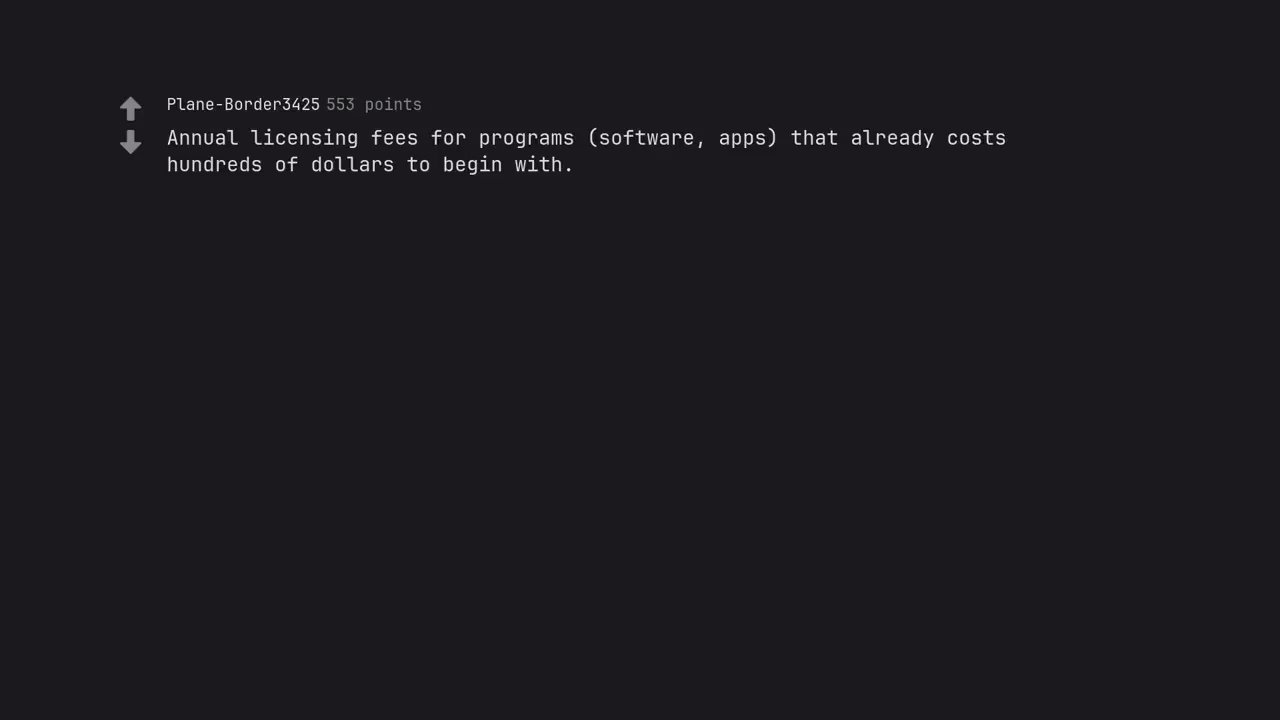 Plane-Border3425 553 points
Annual licensing fees for programs (software, apps) that already costs
hundreds of dollars to begin with.